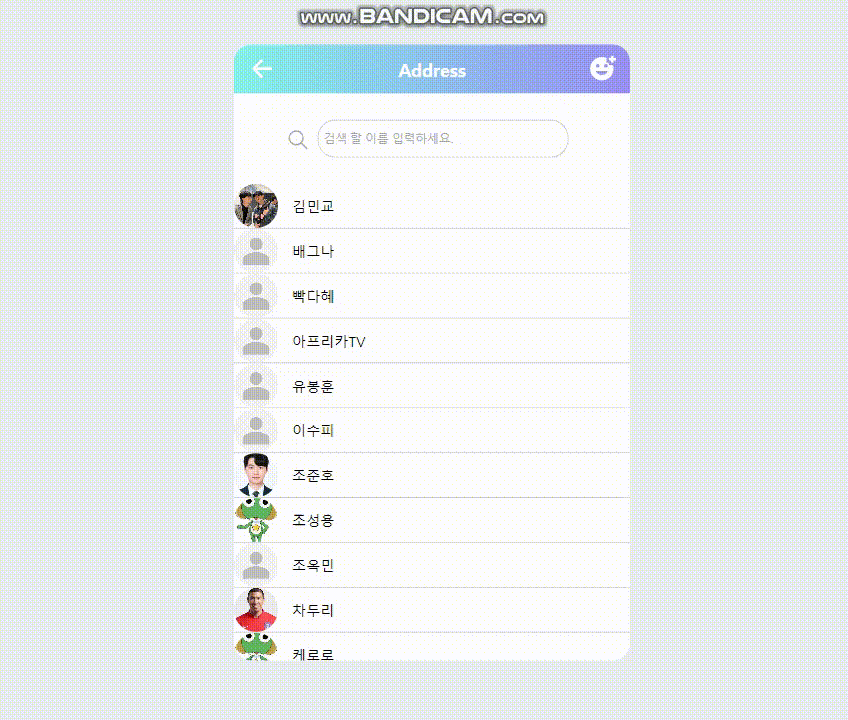 www.BANDICAM.COM
Address
검색 할 이름 입력하세요.
김민교
배그나
빡다혜
아프리카TV
유봉훈
이수피
조준호
조성용
조옥민
차두리
케로로